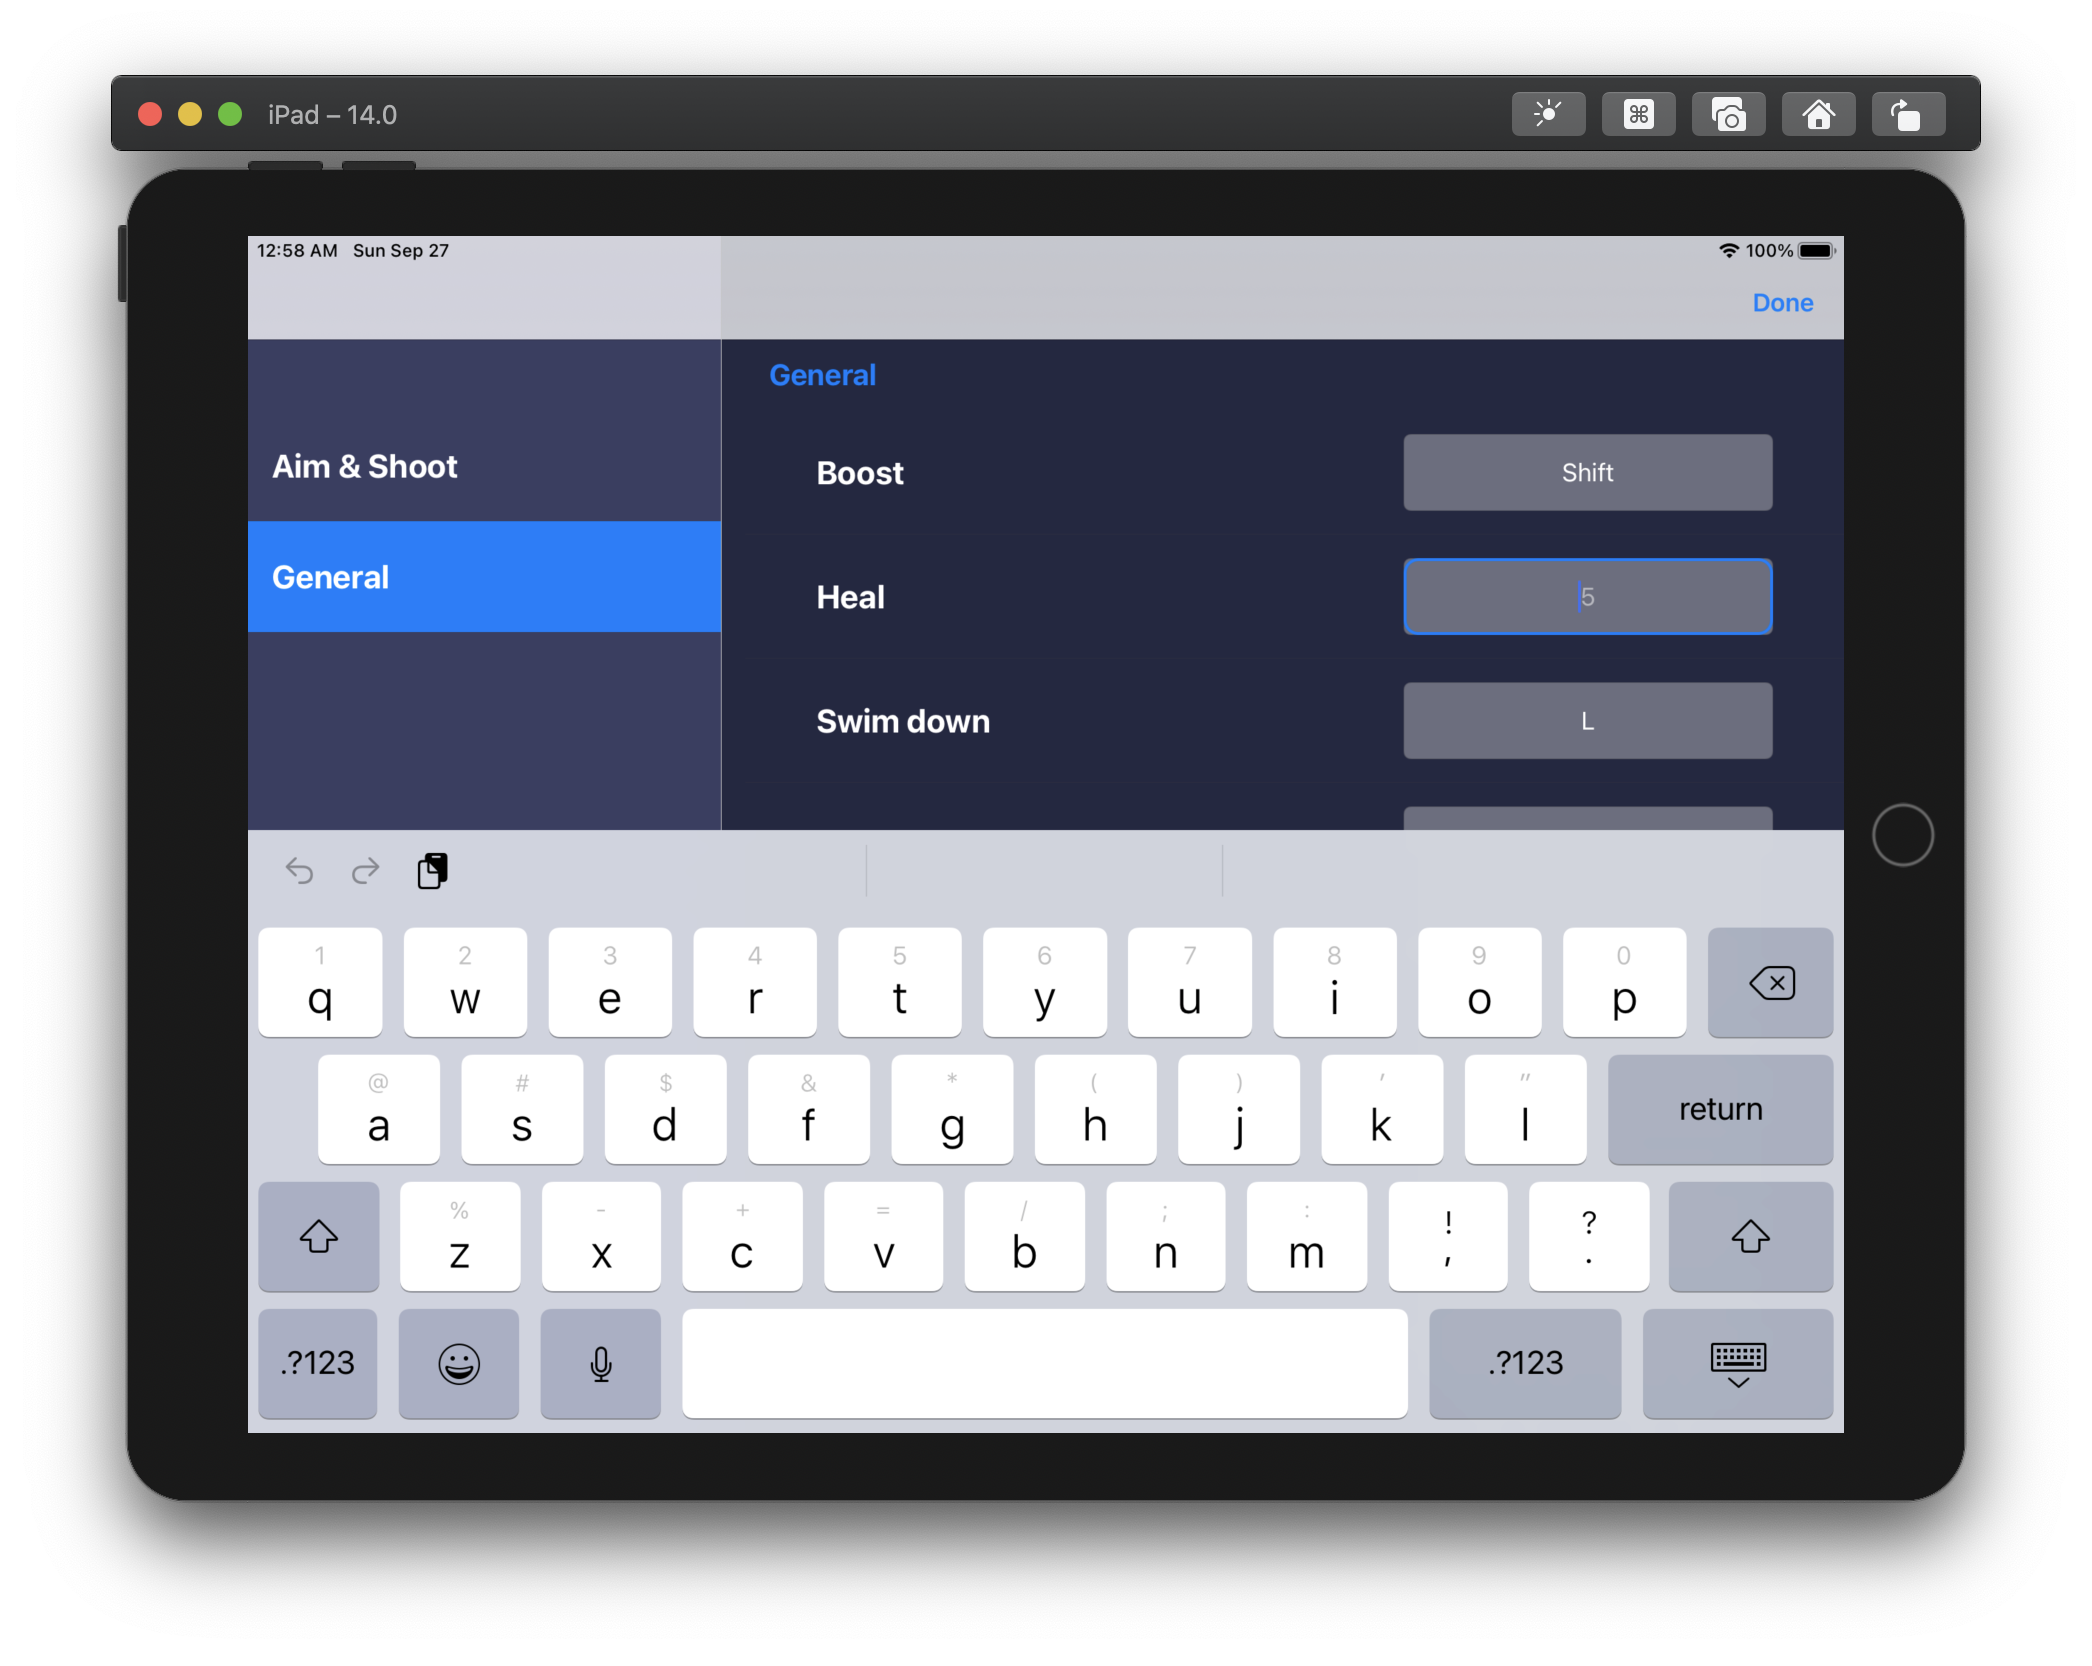 iPad – 14.0
12:58 AM Sun Sep 27
100%
Done
General
Aim & Shoot
Boost
Shift
General
Heal
5
Swim down
L
1 2 3 4 5 6 7 8 9 0
q w e r t y u i o p
@ # $ & * ( ) ' "
a s d f g h j k l return
% - + = / ; : ! ?
z x c v b n m , .
.?123 .?123